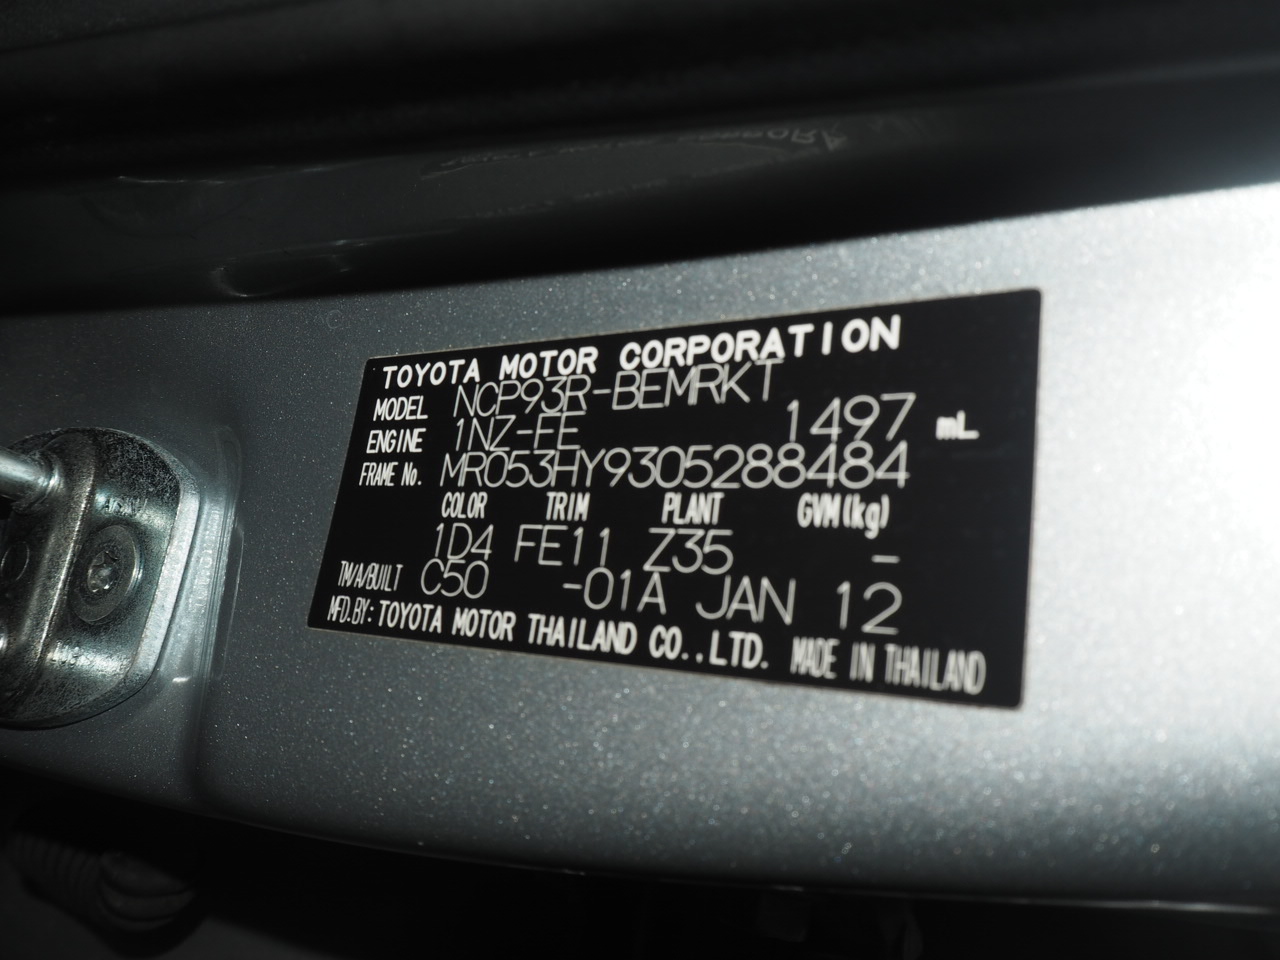 TOYOTA MOTOR CORPORATION
MODEL NCP93R-BEMRKT
ENGINE 1NZ-FE 1497 mL
FRAME No. MR053HY9305288484
COLOR TRIM PLANT GVM(kg)
1D4 FE11 Z35 -
TM/A/BUILT C50 -01A JAN 12
MFD.BY: TOYOTA MOTOR THAILAND CO.,LTD. MADE IN THAILAND